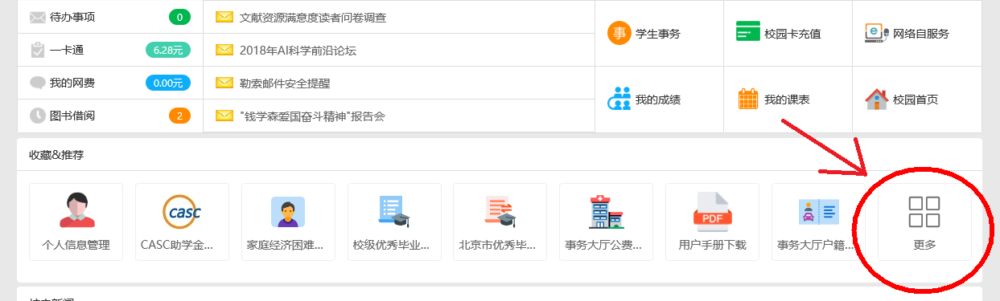 待办事项 0
一卡通 6.28元
我的网费 0.00元
图书借阅 2
文献资源满意度读者问卷调查
2018年AI科学前沿论坛
勒索邮件安全提醒
"钱学森爱国奋斗精神"报告会
事 学生事务
校园卡充值
网络自服务
我的成绩
我的课表
校园首页
收藏&推荐
casc
PDF
个人信息管理
CASC助学金...
家庭经济困难...
校级优秀毕业...
北京市优秀毕...
事务大厅公费...
用户手册下载
事务大厅户籍...
更多